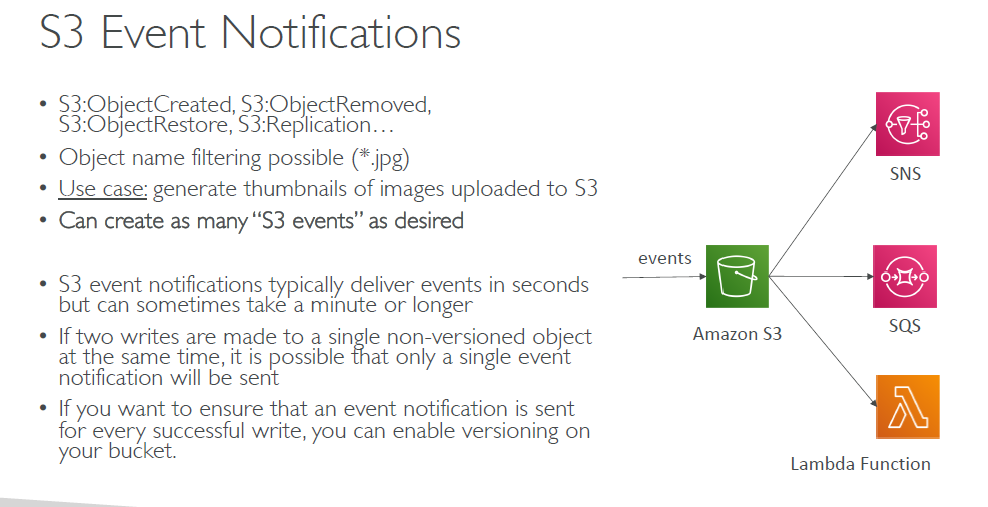 S3 Event Notifications
• S3:ObjectCreated, S3:ObjectRemoved,
S3:ObjectRestore, S3:Replication…
• Object name filtering possible (*.jpg)
• Use case: generate thumbnails of images uploaded to S3
• Can create as many “S3 events” as desired
• S3 event notifications typically deliver events in seconds
but can sometimes take a minute or longer
• If two writes are made to a single non-versioned object
at the same time, it is possible that only a single event
notification will be sent
• If you want to ensure that an event notification is sent
for every successful write, you can enable versioning on
your bucket.
events
Amazon S3
SNS
SQS
Lambda Function